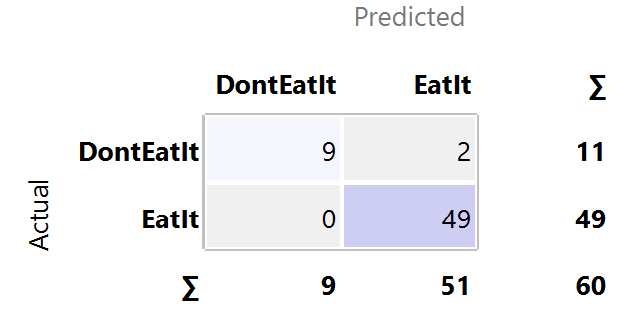 Predicted
DontEatIt EatIt ∑
DontEatIt 9 2 11
Actual
EatIt 0 49 49
∑ 9 51 60